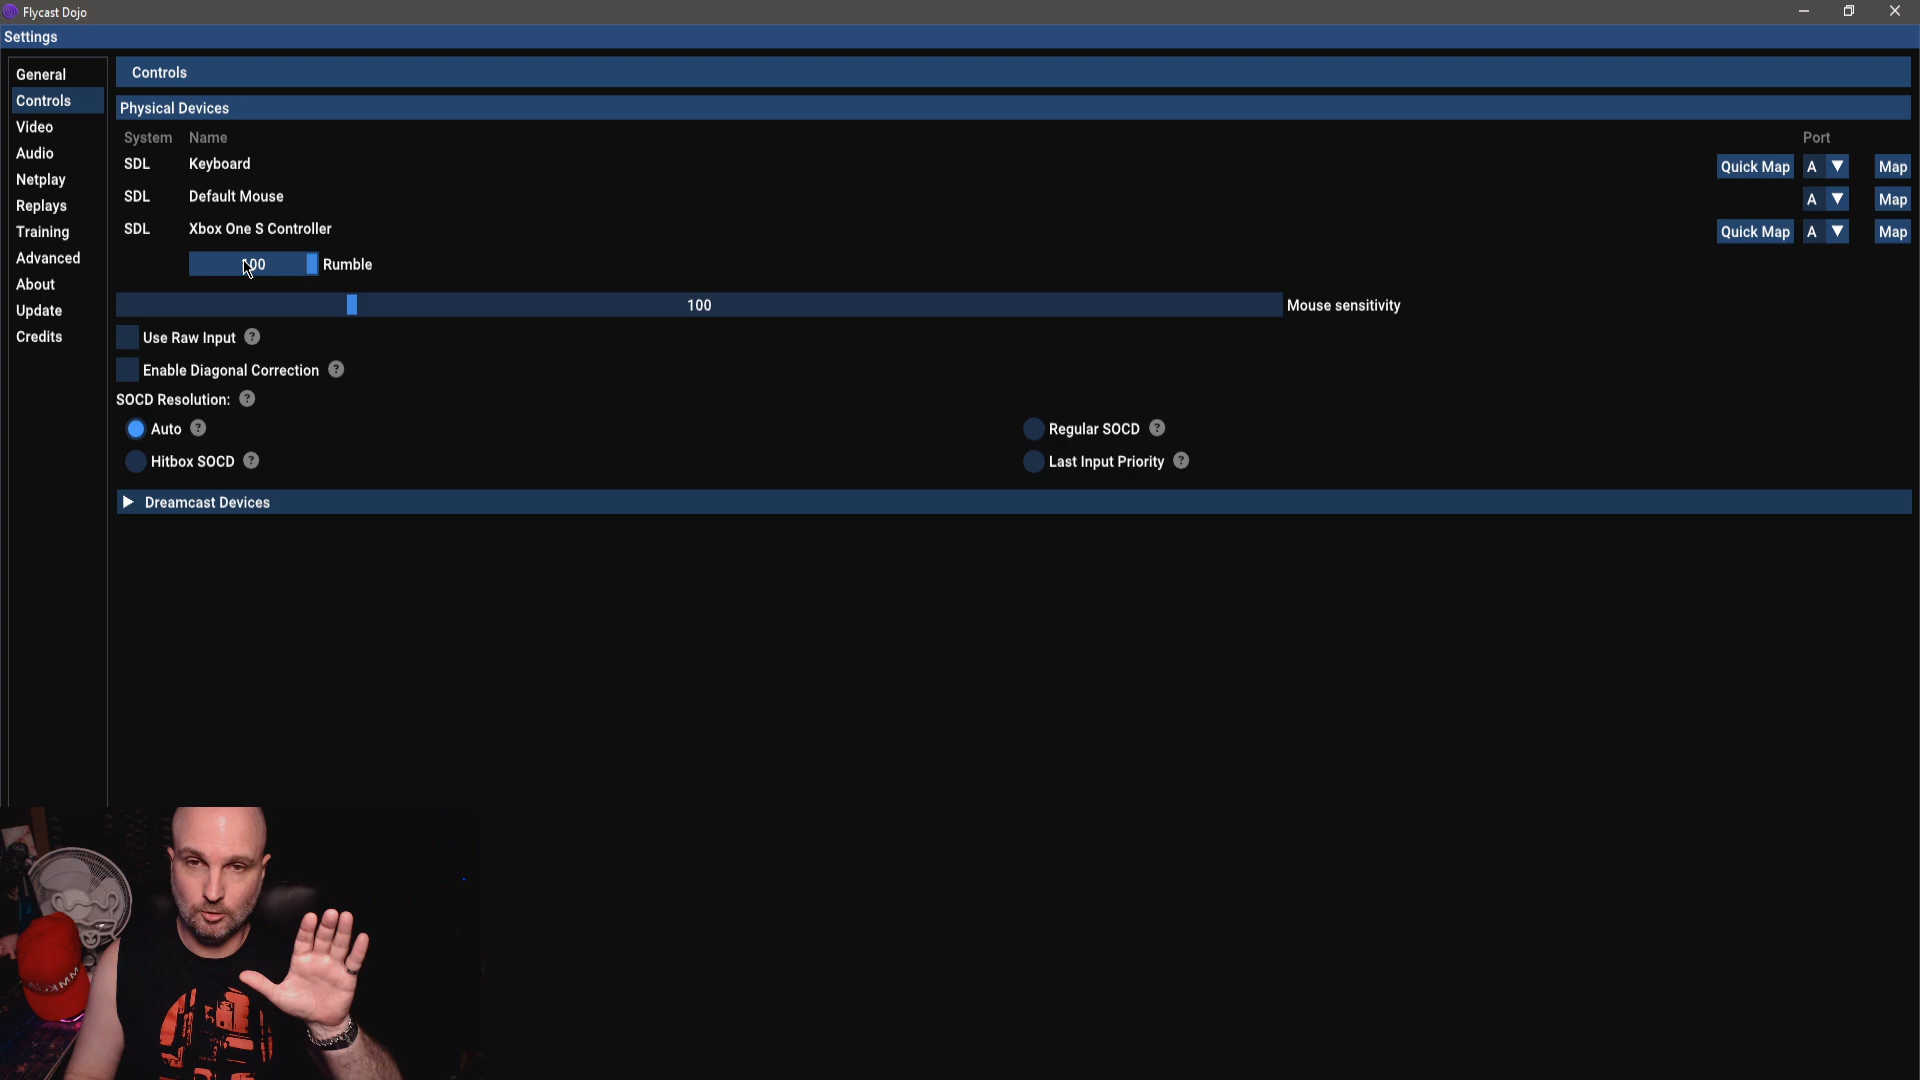 Flycast Dojo
Settings
General
Controls
Video
Audio
Netplay
Replays
Training
Advanced
About
Update
Credits
Controls
Physical Devices
System Name Port
SDL Keyboard Quick Map A Map
SDL Default Mouse A Map
SDL Xbox One S Controller Quick Map A Map
100 Rumble
100 Mouse sensitivity
Use Raw Input ?
Enable Diagonal Correction ?
SOCD Resolution: ?
Auto ? Regular SOCD ?
Hitbox SOCD ? Last Input Priority ?
Dreamcast Devices